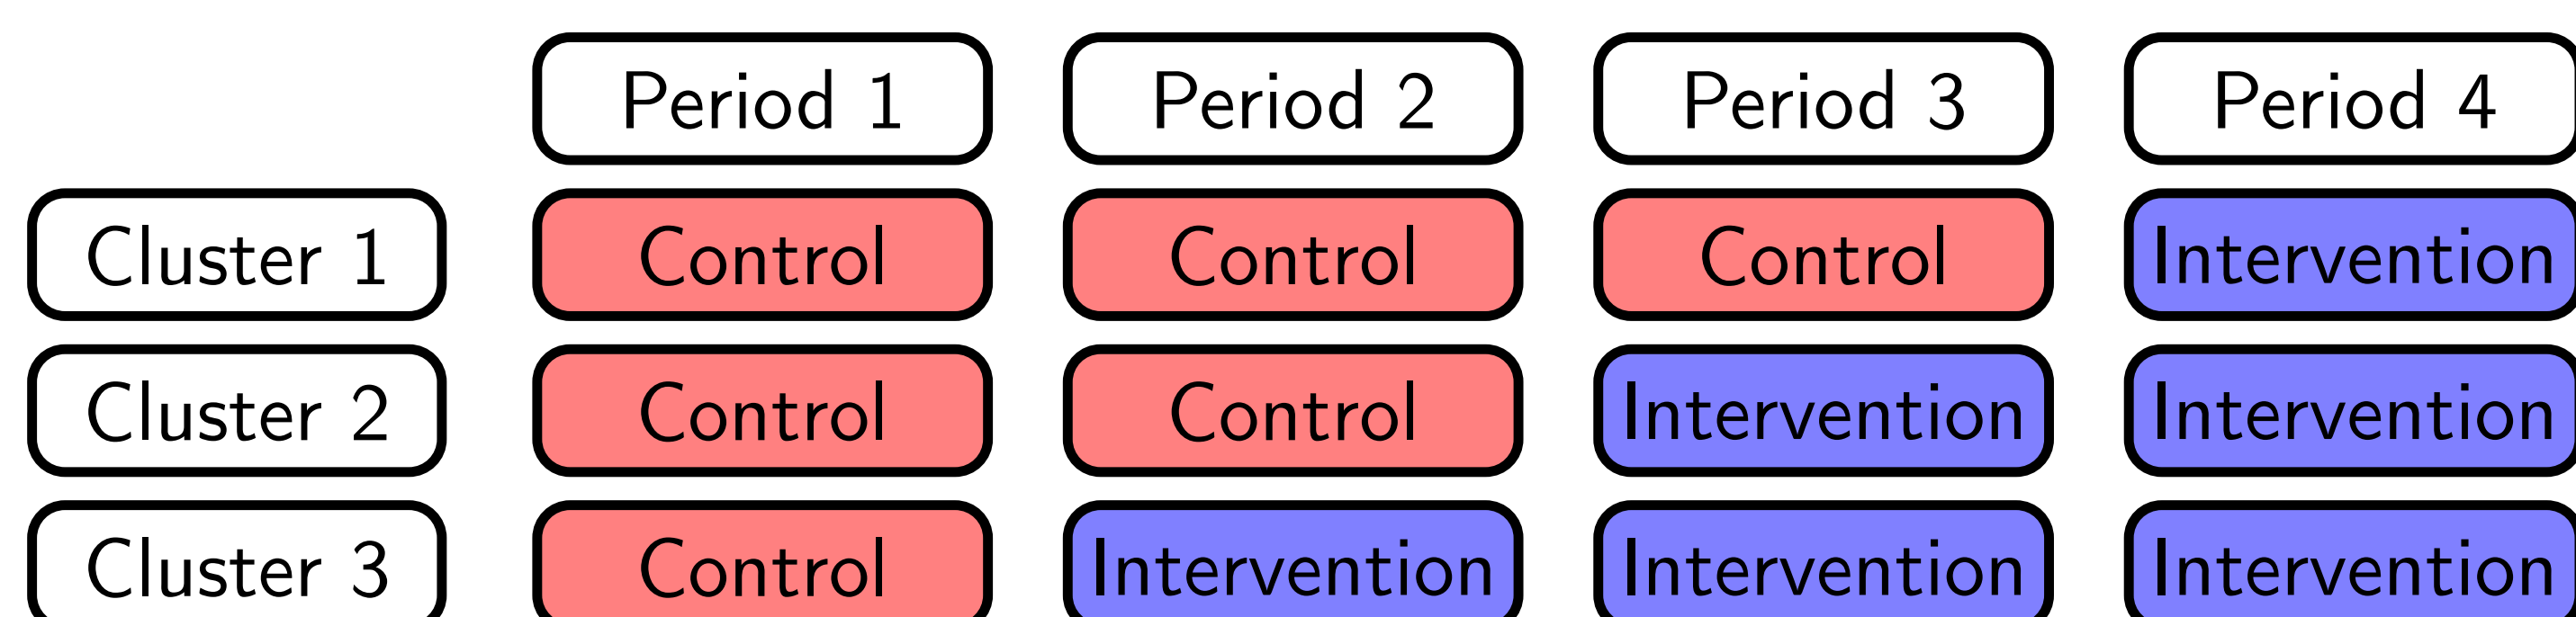 Period 1 Period 2 Period 3 Period 4
Cluster 1 Control Control Control Intervention
Cluster 2 Control Control Intervention Intervention
Cluster 3 Control Intervention Intervention Intervention